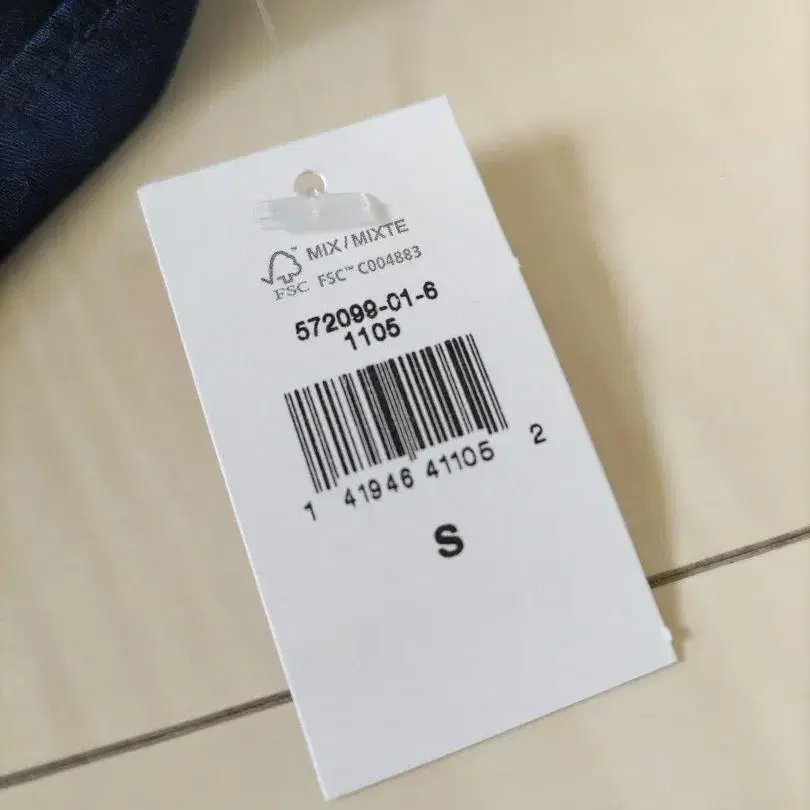 MIX/MIXTE
FSC FSC™ C004883
572099-01-6
1105
1 41946 41105 2
S